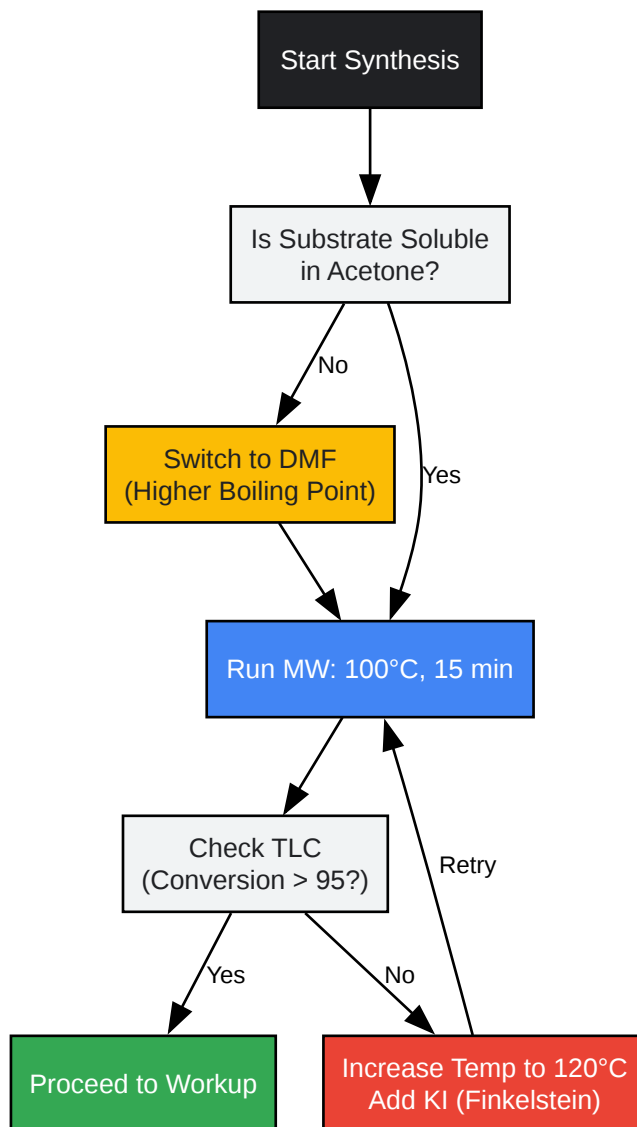 Start Synthesis
Is Substrate Soluble
in Acetone?
No
Switch to DMF
(Higher Boiling Point)
Yes
Run MW: 100°C, 15 min
Check TLC
(Conversion > 95?)
Retry
Yes
No
Proceed to Workup
Increase Temp to 120°C
Add KI (Finkelstein)